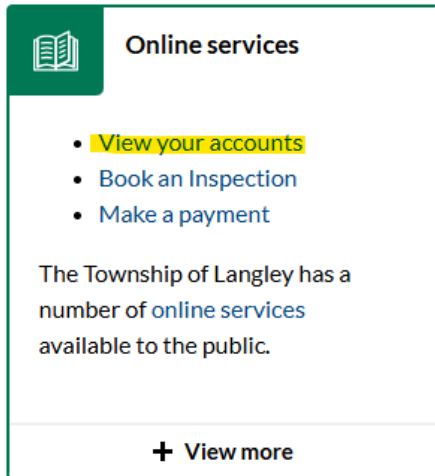 Online services
View your accounts
Book an Inspection
Make a payment
The Township of Langley has a
number of online services
available to the public.
+ View more